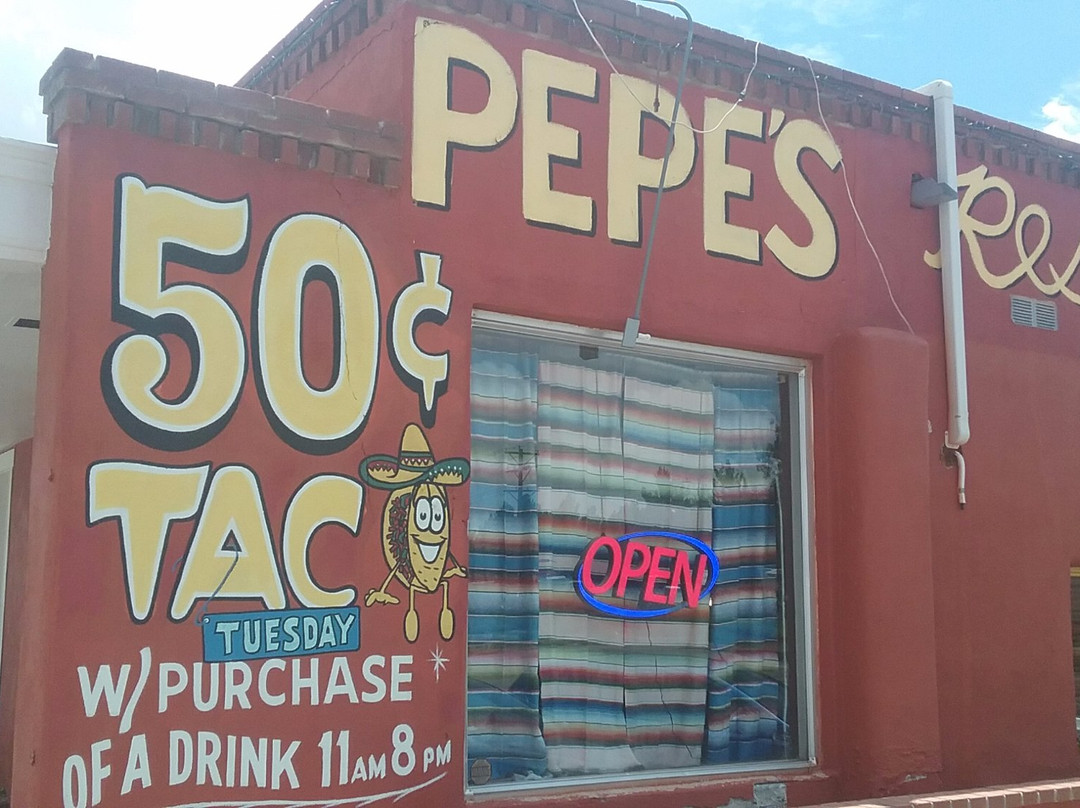 PEPE'S
50¢
TAC
TUESDAY
W/ PURCHASE
OF A DRINK 11AM 8 PM
OPEN